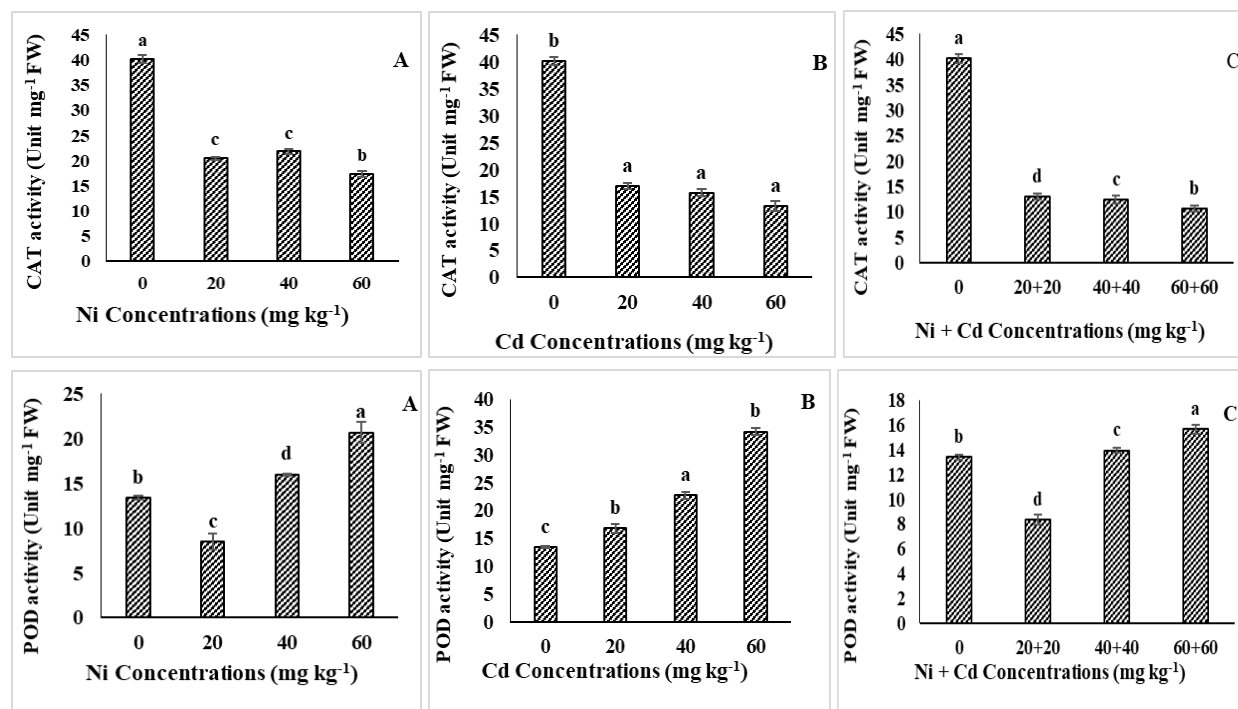 A
CAT activity (Unit mg⁻¹ FW)
45
40
35
30
25
20
15
10
5
0
a
c
c
b
0 20 40 60
Ni Concentrations (mg kg⁻¹)
B
CAT activity (Unit mg⁻¹ FW)
45
40
35
30
25
20
15
10
5
0
b
a
a
a
0 20 40 60
Cd Concentrations (mg kg⁻¹)
C
CAT activity (Unit mg⁻¹ FW)
45
40
35
30
25
20
15
10
5
0
a
d
c
b
0 20+20 40+40 60+60
Ni + Cd Concentrations (mg kg⁻¹)
A
POD activity (Unit mg⁻¹ FW)
25
20
15
10
5
0
b
c
d
a
0 20 40 60
Ni Concentrations (mg kg⁻¹)
B
POD activity (Unit mg⁻¹ FW)
40
35
30
25
20
15
10
5
0
c
b
a
b
0 20 40 60
Cd Concentrations (mg kg⁻¹)
C
POD activity (Unit mg⁻¹ FW)
18
16
14
12
10
8
6
4
2
0
b
d
c
a
0 20+20 40+40 60+60
Ni + Cd Concentrations (mg kg⁻¹)